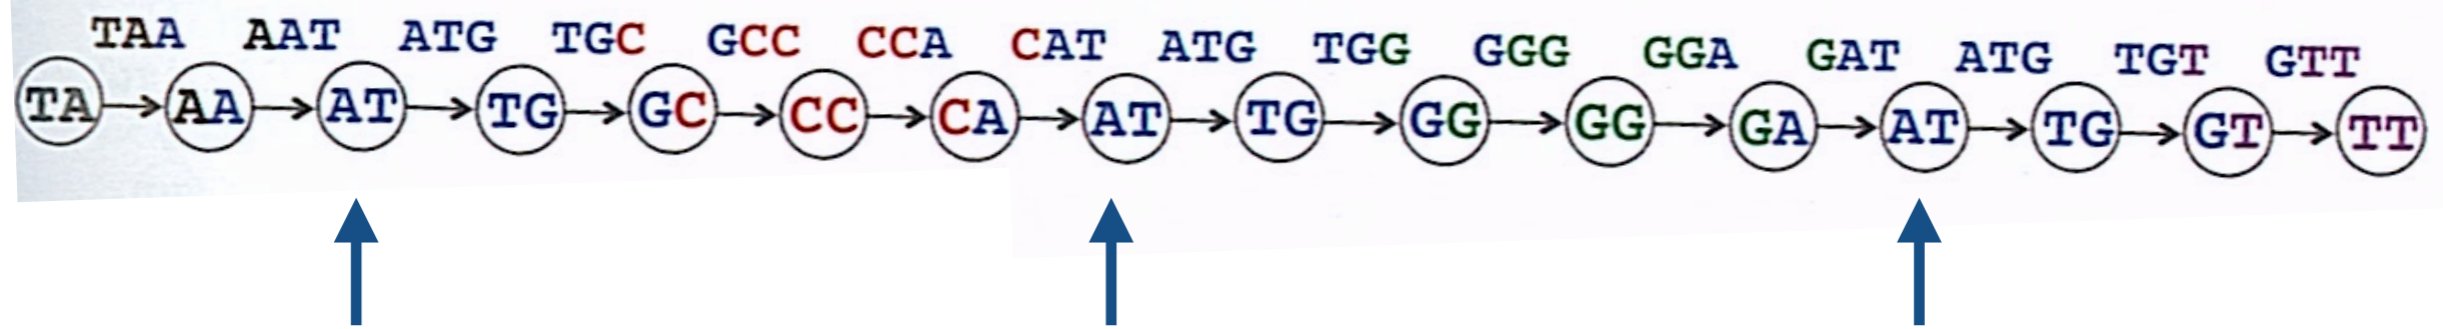 TAA AAT ATG TGC GCC CCA CAT ATG TGG GGG GGA GAT ATG TGT GTT
TA AA AT TG GC CC CA AT TG GG GG GA AT TG GT TT